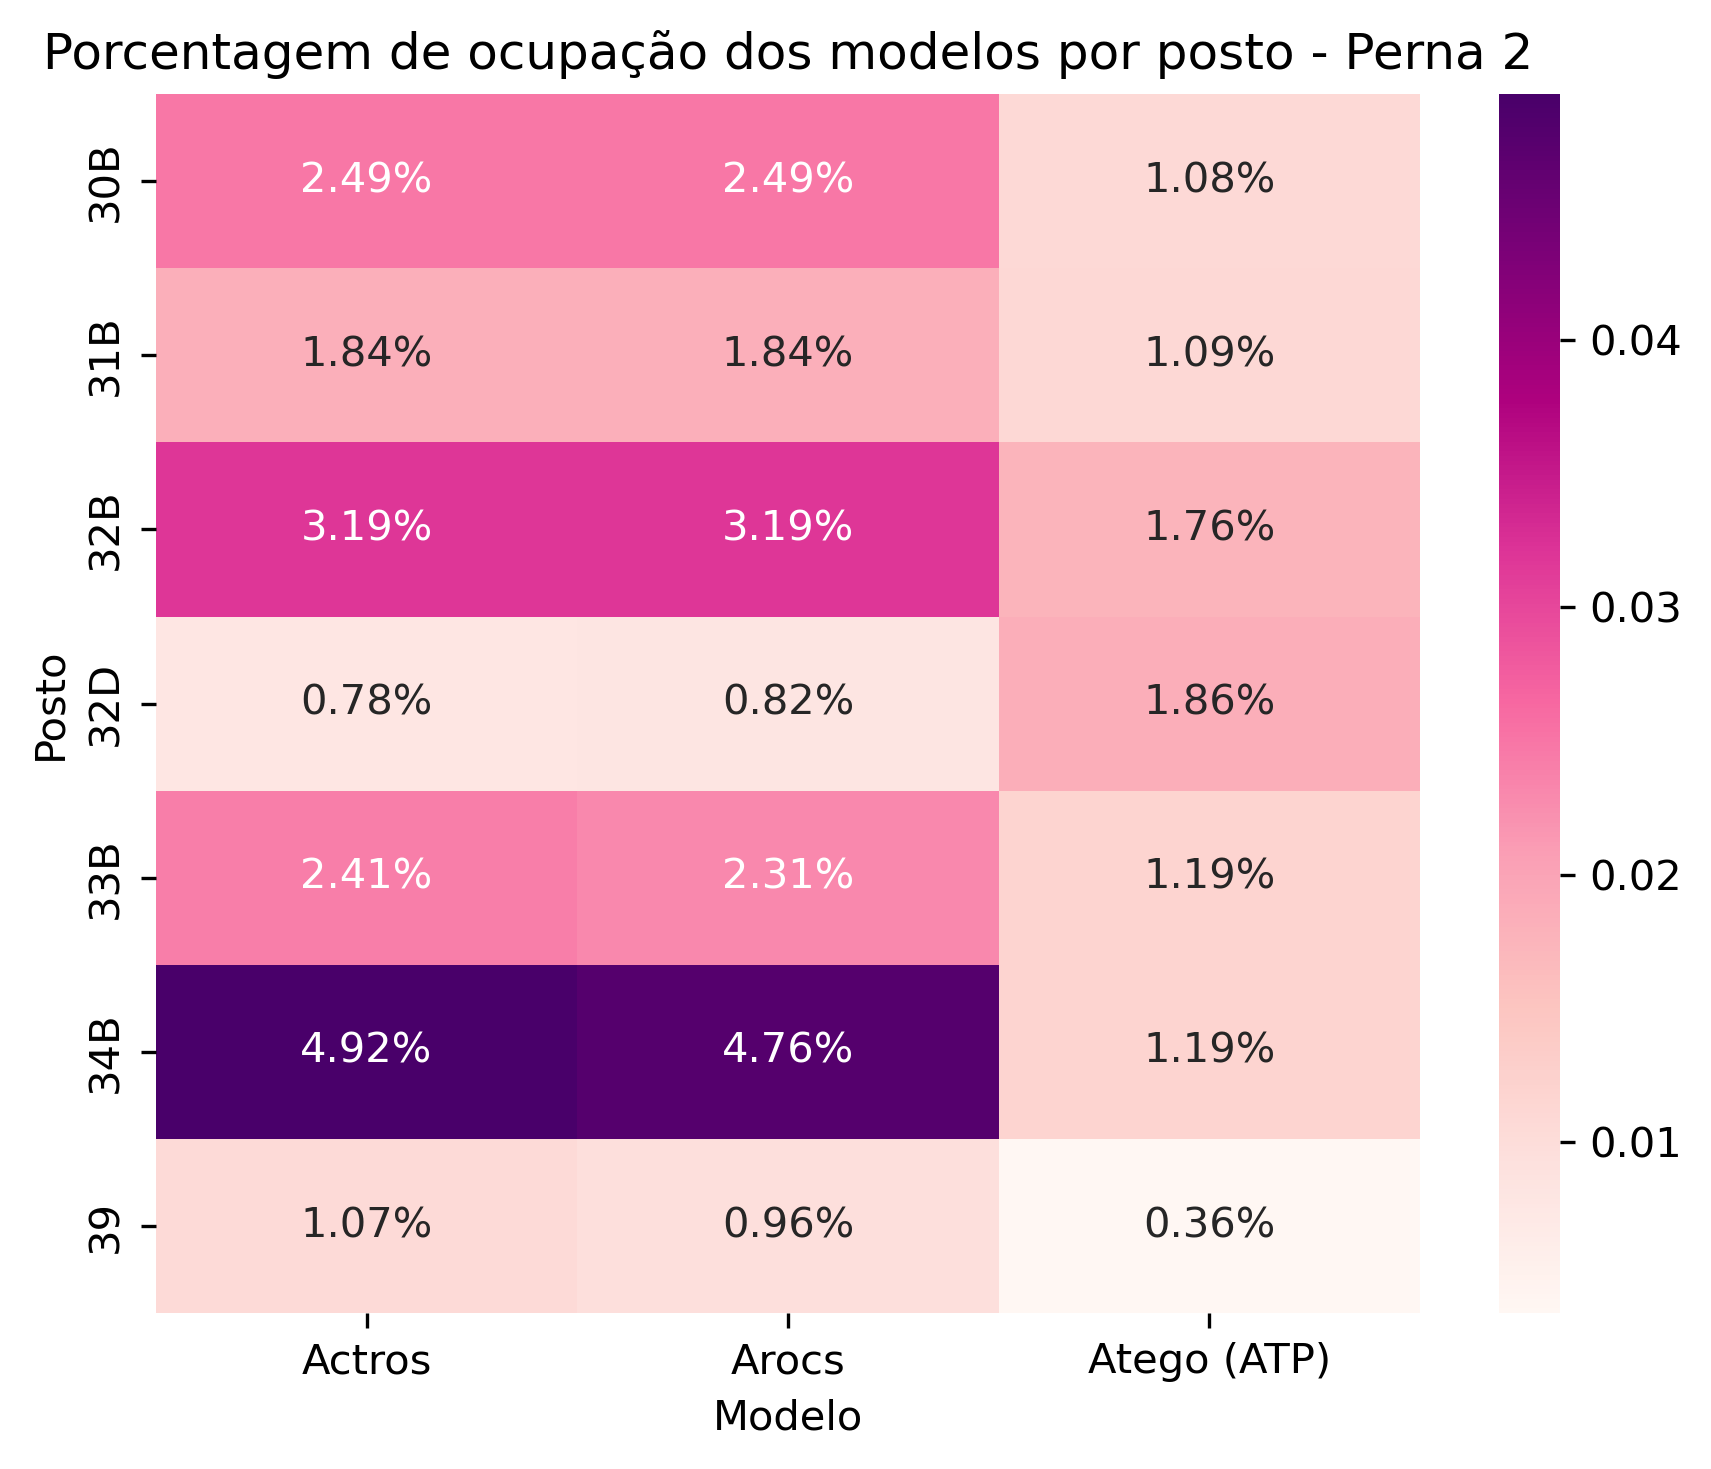 Porcentagem de ocupação dos modelos por posto - Perna 2
Posto
30B 2.49% 2.49% 1.08%
31B 1.84% 1.84% 1.09%
32B 3.19% 3.19% 1.76%
32D 0.78% 0.82% 1.86%
33B 2.41% 2.31% 1.19%
34B 4.92% 4.76% 1.19%
39 1.07% 0.96% 0.36%
Actros Arocs Atego (ATP)
Modelo
0.04
0.03
0.02
0.01